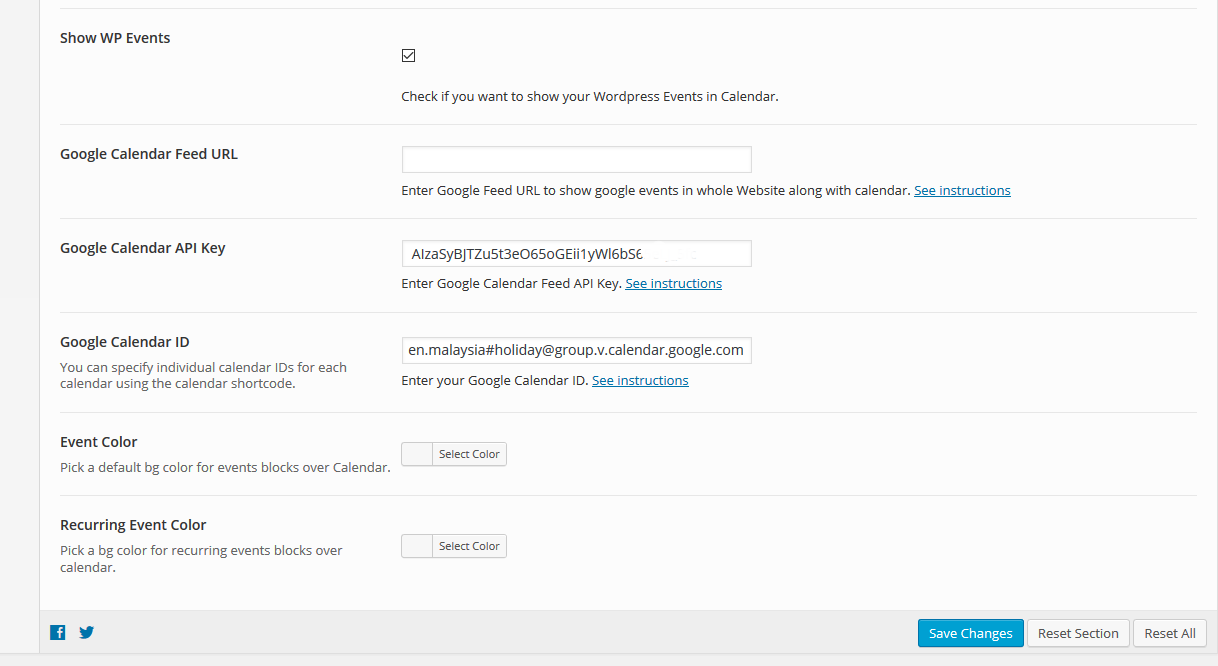 Show WP Events
Check if you want to show your Wordpress Events in Calendar.
Google Calendar Feed URL
Enter Google Feed URL to show google events in whole Website along with calendar. See instructions
Google Calendar API Key
AIzaSyBJTZu5t3eO65oGEii1yWl6bS6
Enter Google Calendar Feed API Key. See instructions
Google Calendar ID
en.malaysia#holiday@group.v.calendar.google.com
You can specify individual calendar IDs for each
calendar using the calendar shortcode.
Enter your Google Calendar ID. See instructions
Event Color
Select Color
Pick a default bg color for events blocks over Calendar.
Recurring Event Color
Select Color
Pick a bg color for recurring events blocks over
calendar.
Save Changes Reset Section Reset All